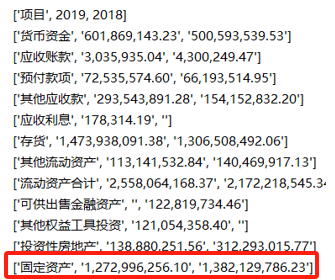 ['项目', 2019, 2018]
['货币资金', '601,869,143.23', '500,593,539.53']
['应收账款', '3,035,935.04', '4,300,249.47']
['预付款项', '72,535,574.60', '66,193,514.95']
['其他应收款', '293,543,891.28', '154,152,832.20']
['应收利息', '178,314.19', '']
['存货', '1,473,938,091.38', '1,306,508,492.06']
['其他流动资产', '113,141,532.84', '140,469,917.13']
['流动资产合计', '2,558,064,168.37', '2,172,218,545.34
['可供出售金融资产', '', '122,819,734.46']
['其他权益工具投资', '121,054,358.40', '']
['投资性房地产', '138,880,251.56', '312,293,015.77']
['固定资产', '1,272,996,256.10', '1,382,129,786.23']